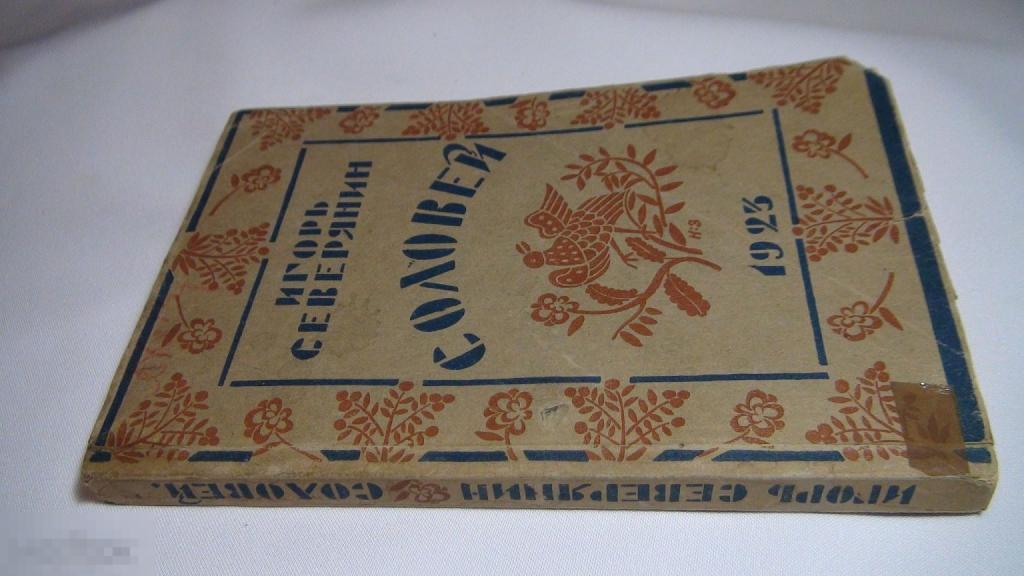 ИГОРЬ
СЕВЕРЯНИН
СОЛОВЕЙ
1923
ИГОРЬ СЕВЕРЯНИН СОЛОВЕЙ.